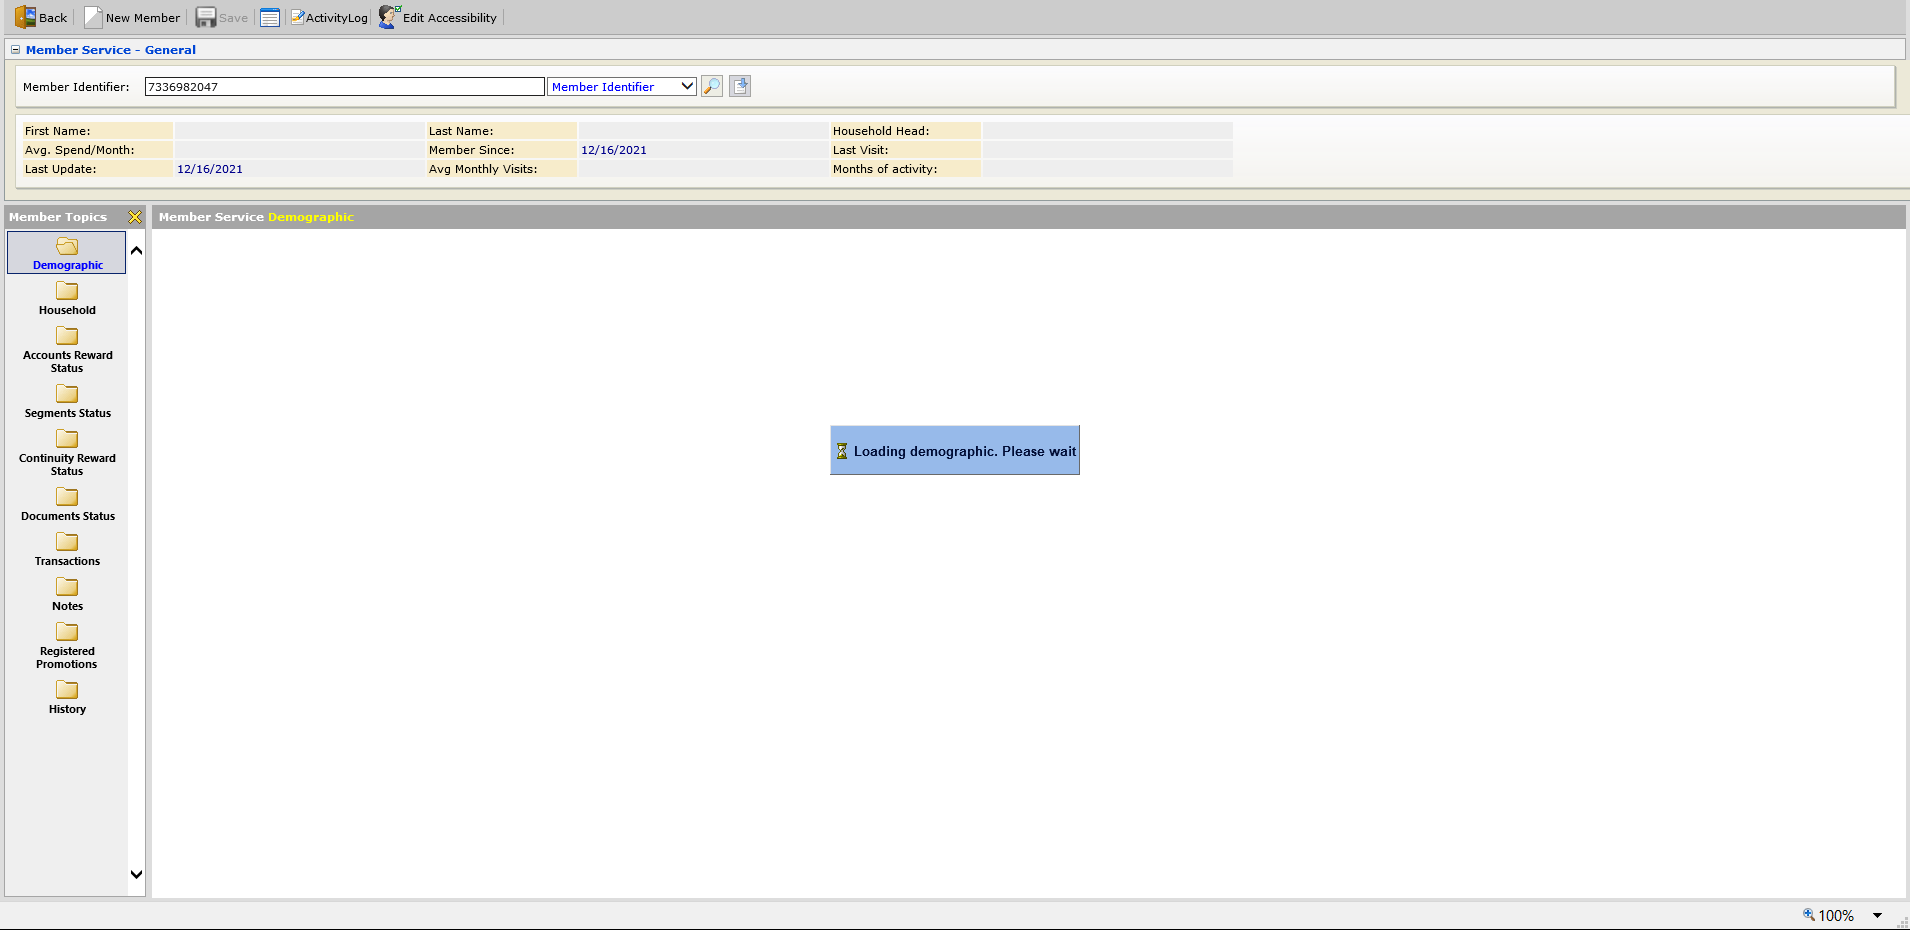 Back New Member Save ActivityLog Edit Accessibility
Member Service - General
Member Identifier: 7336982047 Member Identifier
First Name: Last Name: Household Head:
Avg. Spend/Month: Member Since: 12/16/2021 Last Visit:
Last Update: 12/16/2021 Avg Monthly Visits: Months of activity:
Member Topics
Member Service Demographic
Demographic
Household
Accounts Reward
Status
Segments Status
Continuity Reward
Status
Documents Status
Transactions
Notes
Registered
Promotions
History
Loading demographic. Please wait
100%